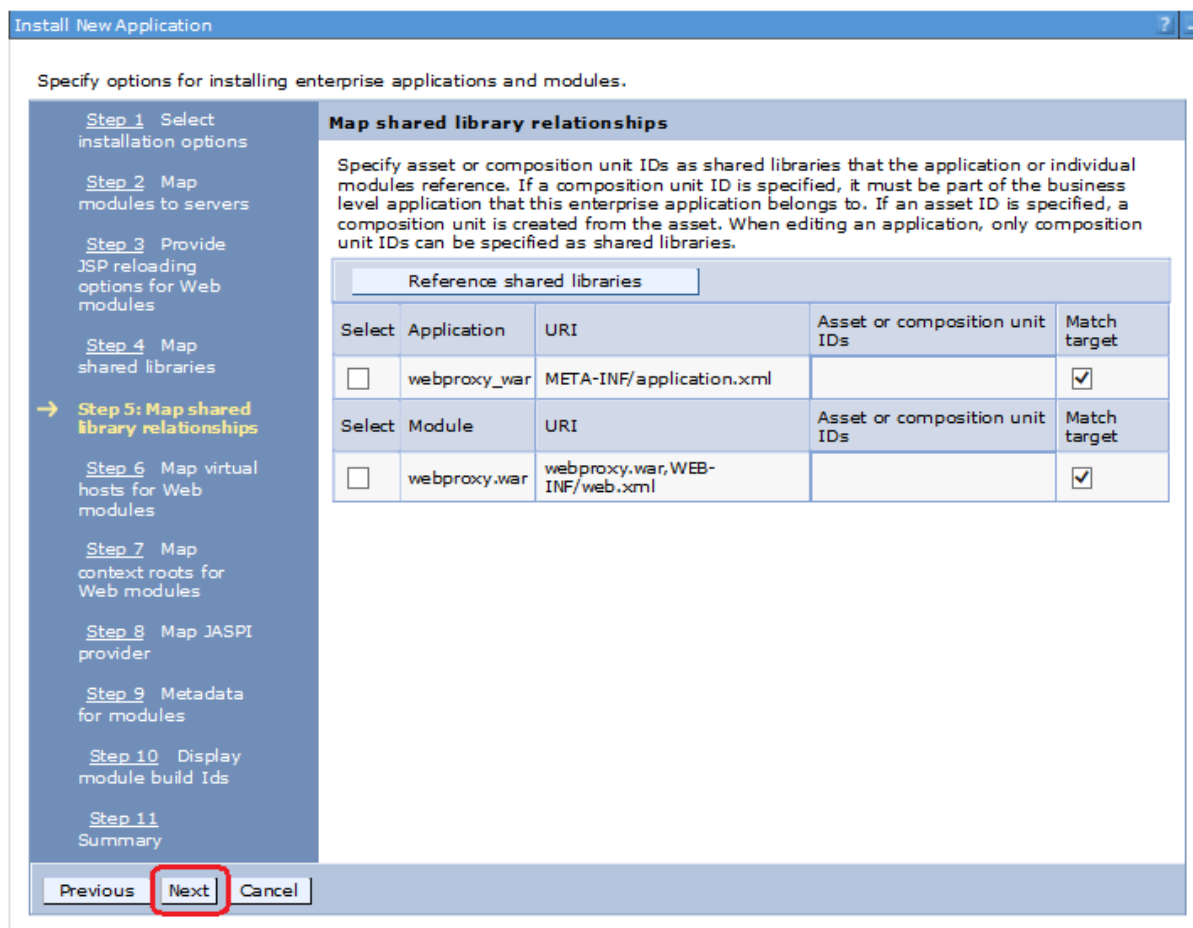 Install New Application
?
Specify options for installing enterprise applications and modules.
Step 1 Select
installation options
Step 2 Map
modules to servers
Step 3 Provide
JSP reloading
options for Web
modules
Step 4 Map
shared libraries
Step 5: Map shared
library relationships
Step 6 Map virtual
hosts for Web
modules
Step 7 Map
context roots for
Web modules
Step 8 Map JASPI
provider
Step 9 Metadata
for modules
Step 10 Display
module build Ids
Step 11
Summary
Map shared library relationships
Specify asset or composition unit IDs as shared libraries that the application or individual
modules reference. If a composition unit ID is specified, it must be part of the business
level application that this enterprise application belongs to. If an asset ID is specified, a
composition unit is created from the asset. When editing an application, only composition
unit IDs can be specified as shared libraries.
Reference shared libraries
Select Application URI Asset or composition unit IDs Match target
webproxy_war META-INF/application.xml
Select Module URI Asset or composition unit IDs Match target
webproxy.war webproxy.war,WEB-INF/web.xml
Previous Next Cancel